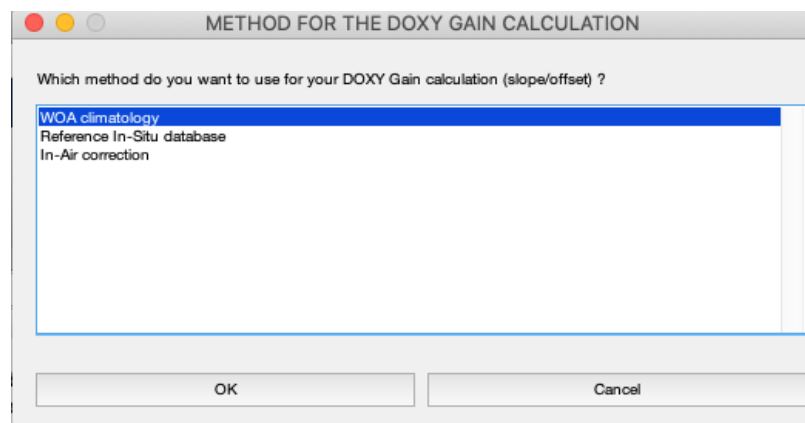 METHOD FOR THE DOXY GAIN CALCULATION
Which method do you want to use for your DOXY Gain calculation (slope/offset) ?
WOA climatology
Reference In-Situ database
In-Air correction
OK
Cancel